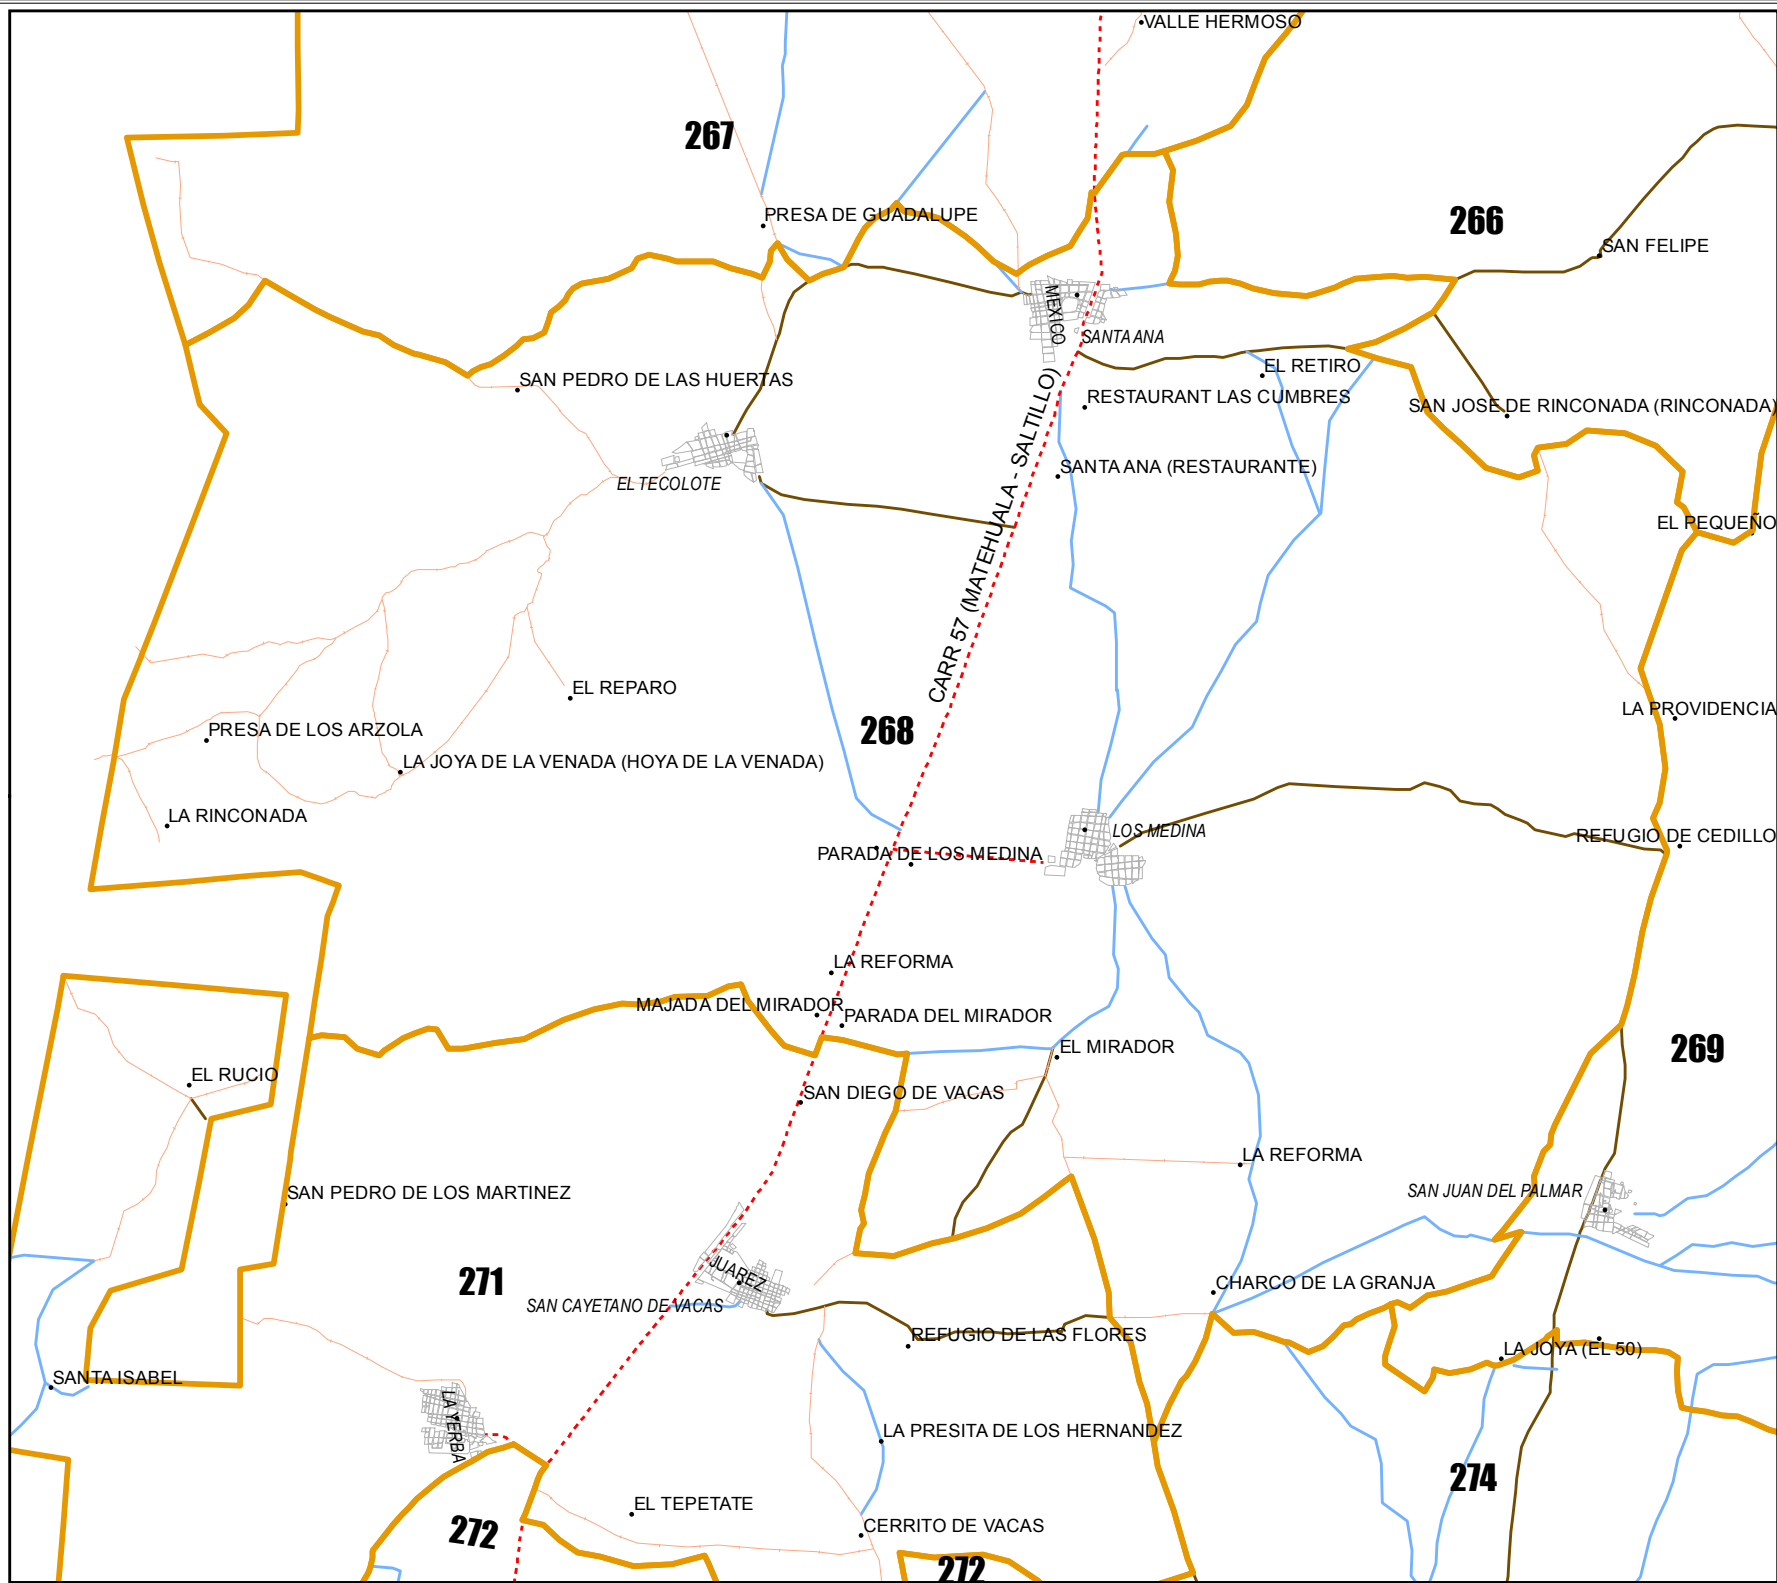 VALLE HERMOSO
267
PRESA DE GUADALUPE
266
SAN FELIPE
MEXICO
SANTA ANA
EL RETIRO
SAN PEDRO DE LAS HUERTAS
RESTAURANT LAS CUMBRES
SAN JOSE DE RINCONADA (RINCONADA)
SANTA ANA (RESTAURANTE)
EL TECOLOTE
CARR 57 (MATEHUALA - SALTILLO)
EL PEQUEÑO
EL REPARO
LA PROVIDENCIA
PRESA DE LOS ARZOLA
268
LA JOYA DE LA VENADA (HOYA DE LA VENADA)
LA RINCONADA
LOS MEDINA
REFUGIO DE CEDILLO
PARADA DE LOS MEDINA
LA REFORMA
MAJADA DEL MIRADOR
PARADA DEL MIRADOR
EL MIRADOR
269
EL RUCIO
SAN DIEGO DE VACAS
LA REFORMA
SAN PEDRO DE LOS MARTINEZ
SAN JUAN DEL PALMAR
271
JUAREZ
CHARCO DE LA GRANJA
SAN CAYETANO DE VACAS
REFUGIO DE LAS FLORES
LA JOYA (EL 50)
SANTA ISABEL
LA YERBA
LA PRESITA DE LOS HERNANDEZ
274
EL TEPETATE
CERRITO DE VACAS
272
272